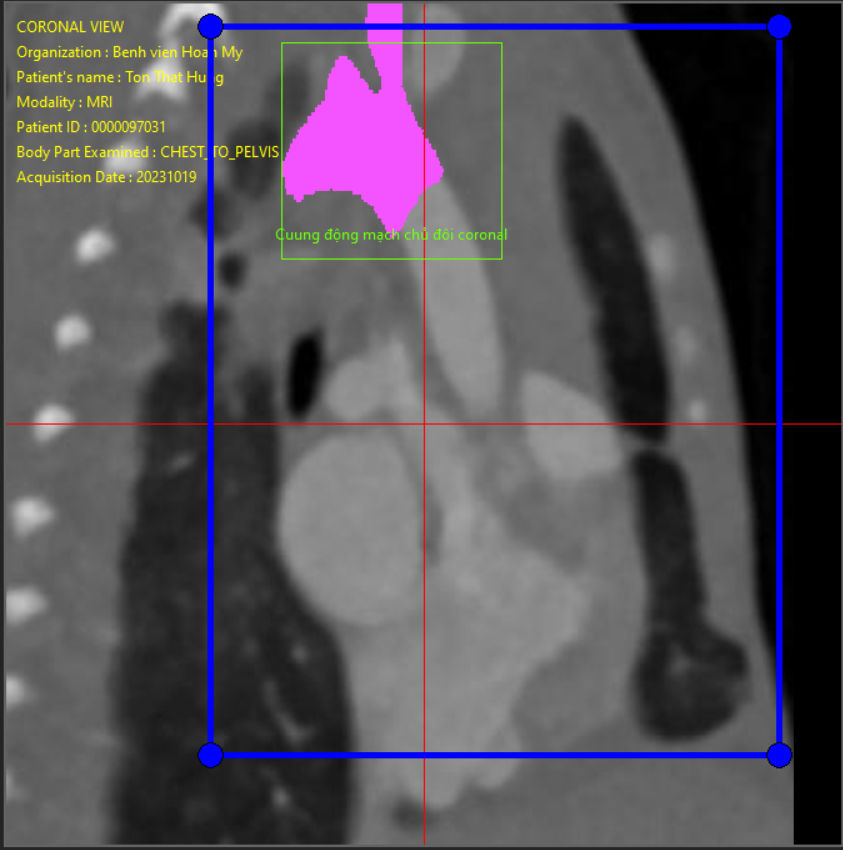 CORONAL VIEW
Organization : Benh vien Hoan My
Patient's name : Ton That Hung
Modality : MRI
Patient ID : 0000097031
Body Part Examined : CHEST_TO_PELVIS
Acquisition Date : 20231019
Cuung động mạch chủ đôi coronal